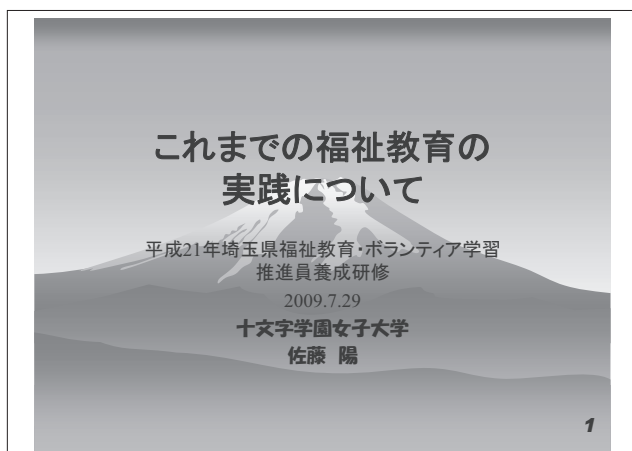 これまでの福祉教育の
実践について
平成21年埼玉県福祉教育・ボランティア学習
推進員養成研修
2009.7.29
十文字学園女子大学
佐藤 陽
1